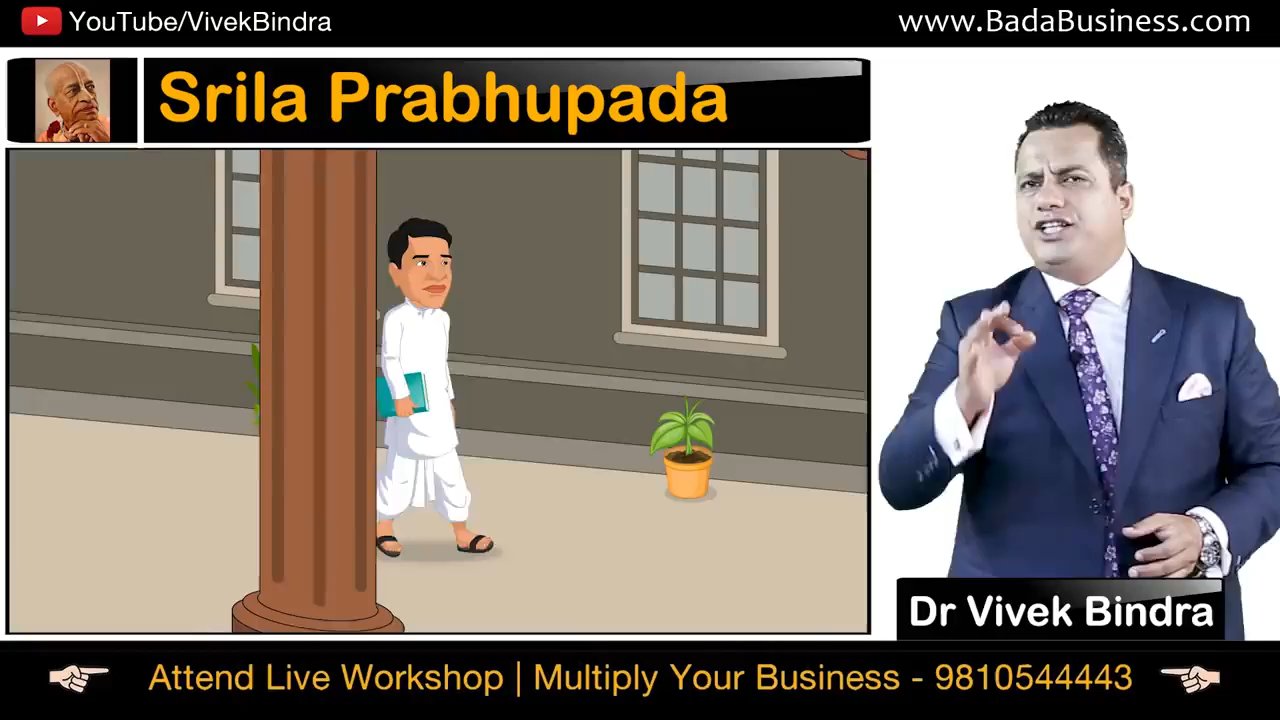 YouTube/VivekBindra
www.BadaBusiness.com
Srila Prabhupada
Dr Vivek Bindra
Attend Live Workshop | Multiply Your Business - 9810544443